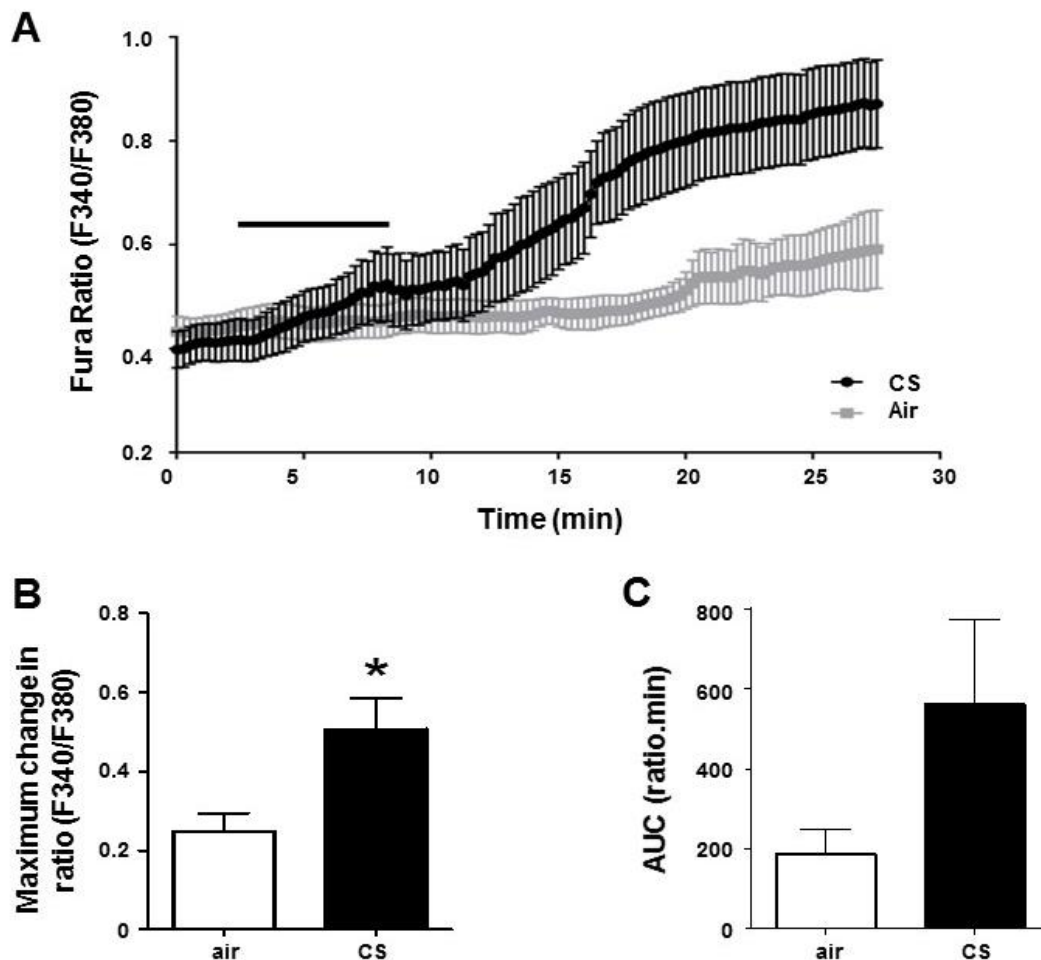 A
Fura Ratio (F340/F380)
1.0
0.8
0.6
0.4
0.2
0 5 10 15 20 25 30
Time (min)
CS
Air
B
Maximum change in
ratio (F340/F380)
0.8
0.6
0.4
0.2
0
*
air CS
C
AUC (ratio.min)
800
600
400
200
0
air CS